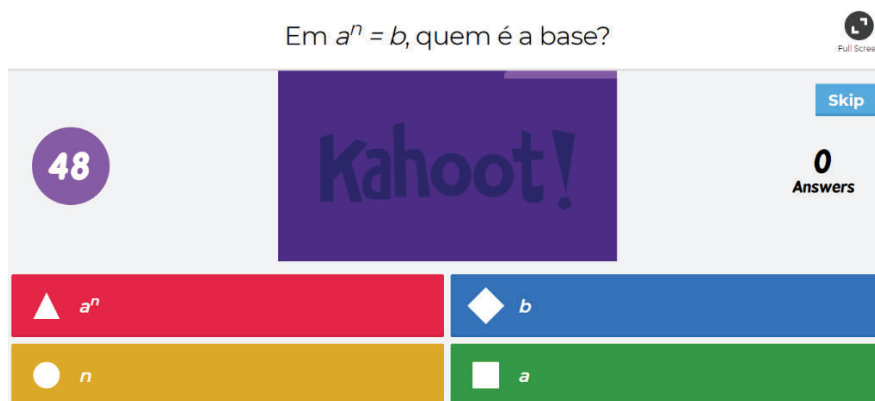 Em aⁿ = b, quem é a base?
Full Scree
Skip
48
Kahoot!
0
Answers
aⁿ
b
n
a